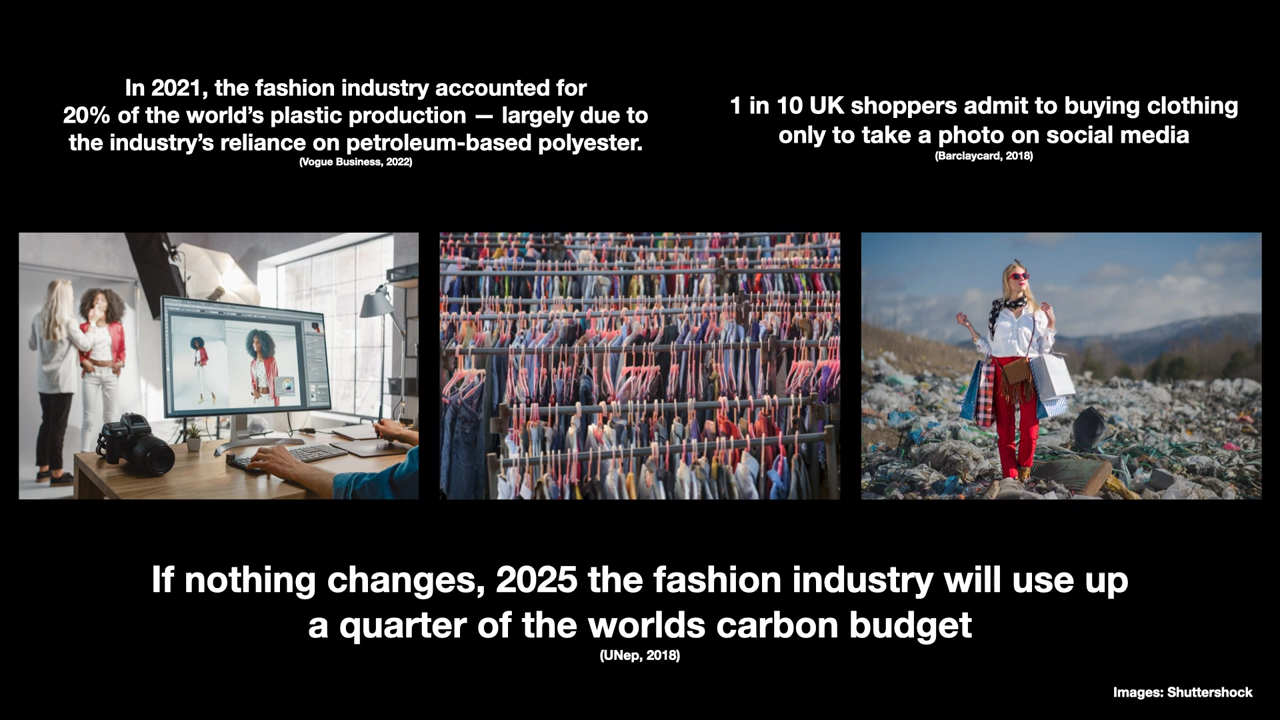 In 2021, the fashion industry accounted for
20% of the world’s plastic production — largely due to
the industry’s reliance on petroleum-based polyester.
(Vogue Business, 2022)
1 in 10 UK shoppers admit to buying clothing
only to take a photo on social media
(Barclaycard, 2018)
If nothing changes, 2025 the fashion industry will use up
a quarter of the worlds carbon budget
(UNep, 2018)
Images: Shuttershock